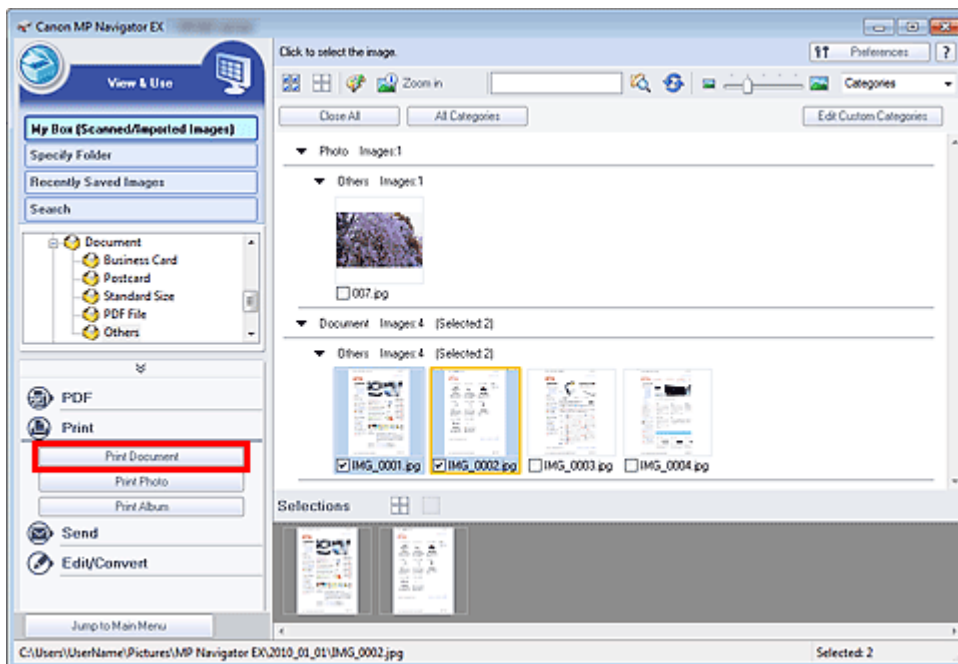 Canon MP Navigator EX
View & Use
My Box (Scanned/Imported Images)
Specify Folder
Recently Saved Images
Search
Document
Business Card
Postcard
Standard Size
PDF File
Others
PDF
Print
Print Document
Print Photo
Print Album
Send
Edit/Convert
Jump to Main Menu
Click to select the image.
Preferences
?
Zoom in
Categories
Close All
All Categories
Edit Custom Categories
Photo Images:1
Others Images:1
007.jpg
Document Images:4 (Selected:2)
Others Images:4 (Selected:2)
IMG_0001.jpg
IMG_0002.jpg
IMG_0003.jpg
IMG_0004.jpg
Selections
C:\Users\UserName\Pictures\MP Navigator EX\2010_01_01\IMG_0002.jpg
Selected: 2